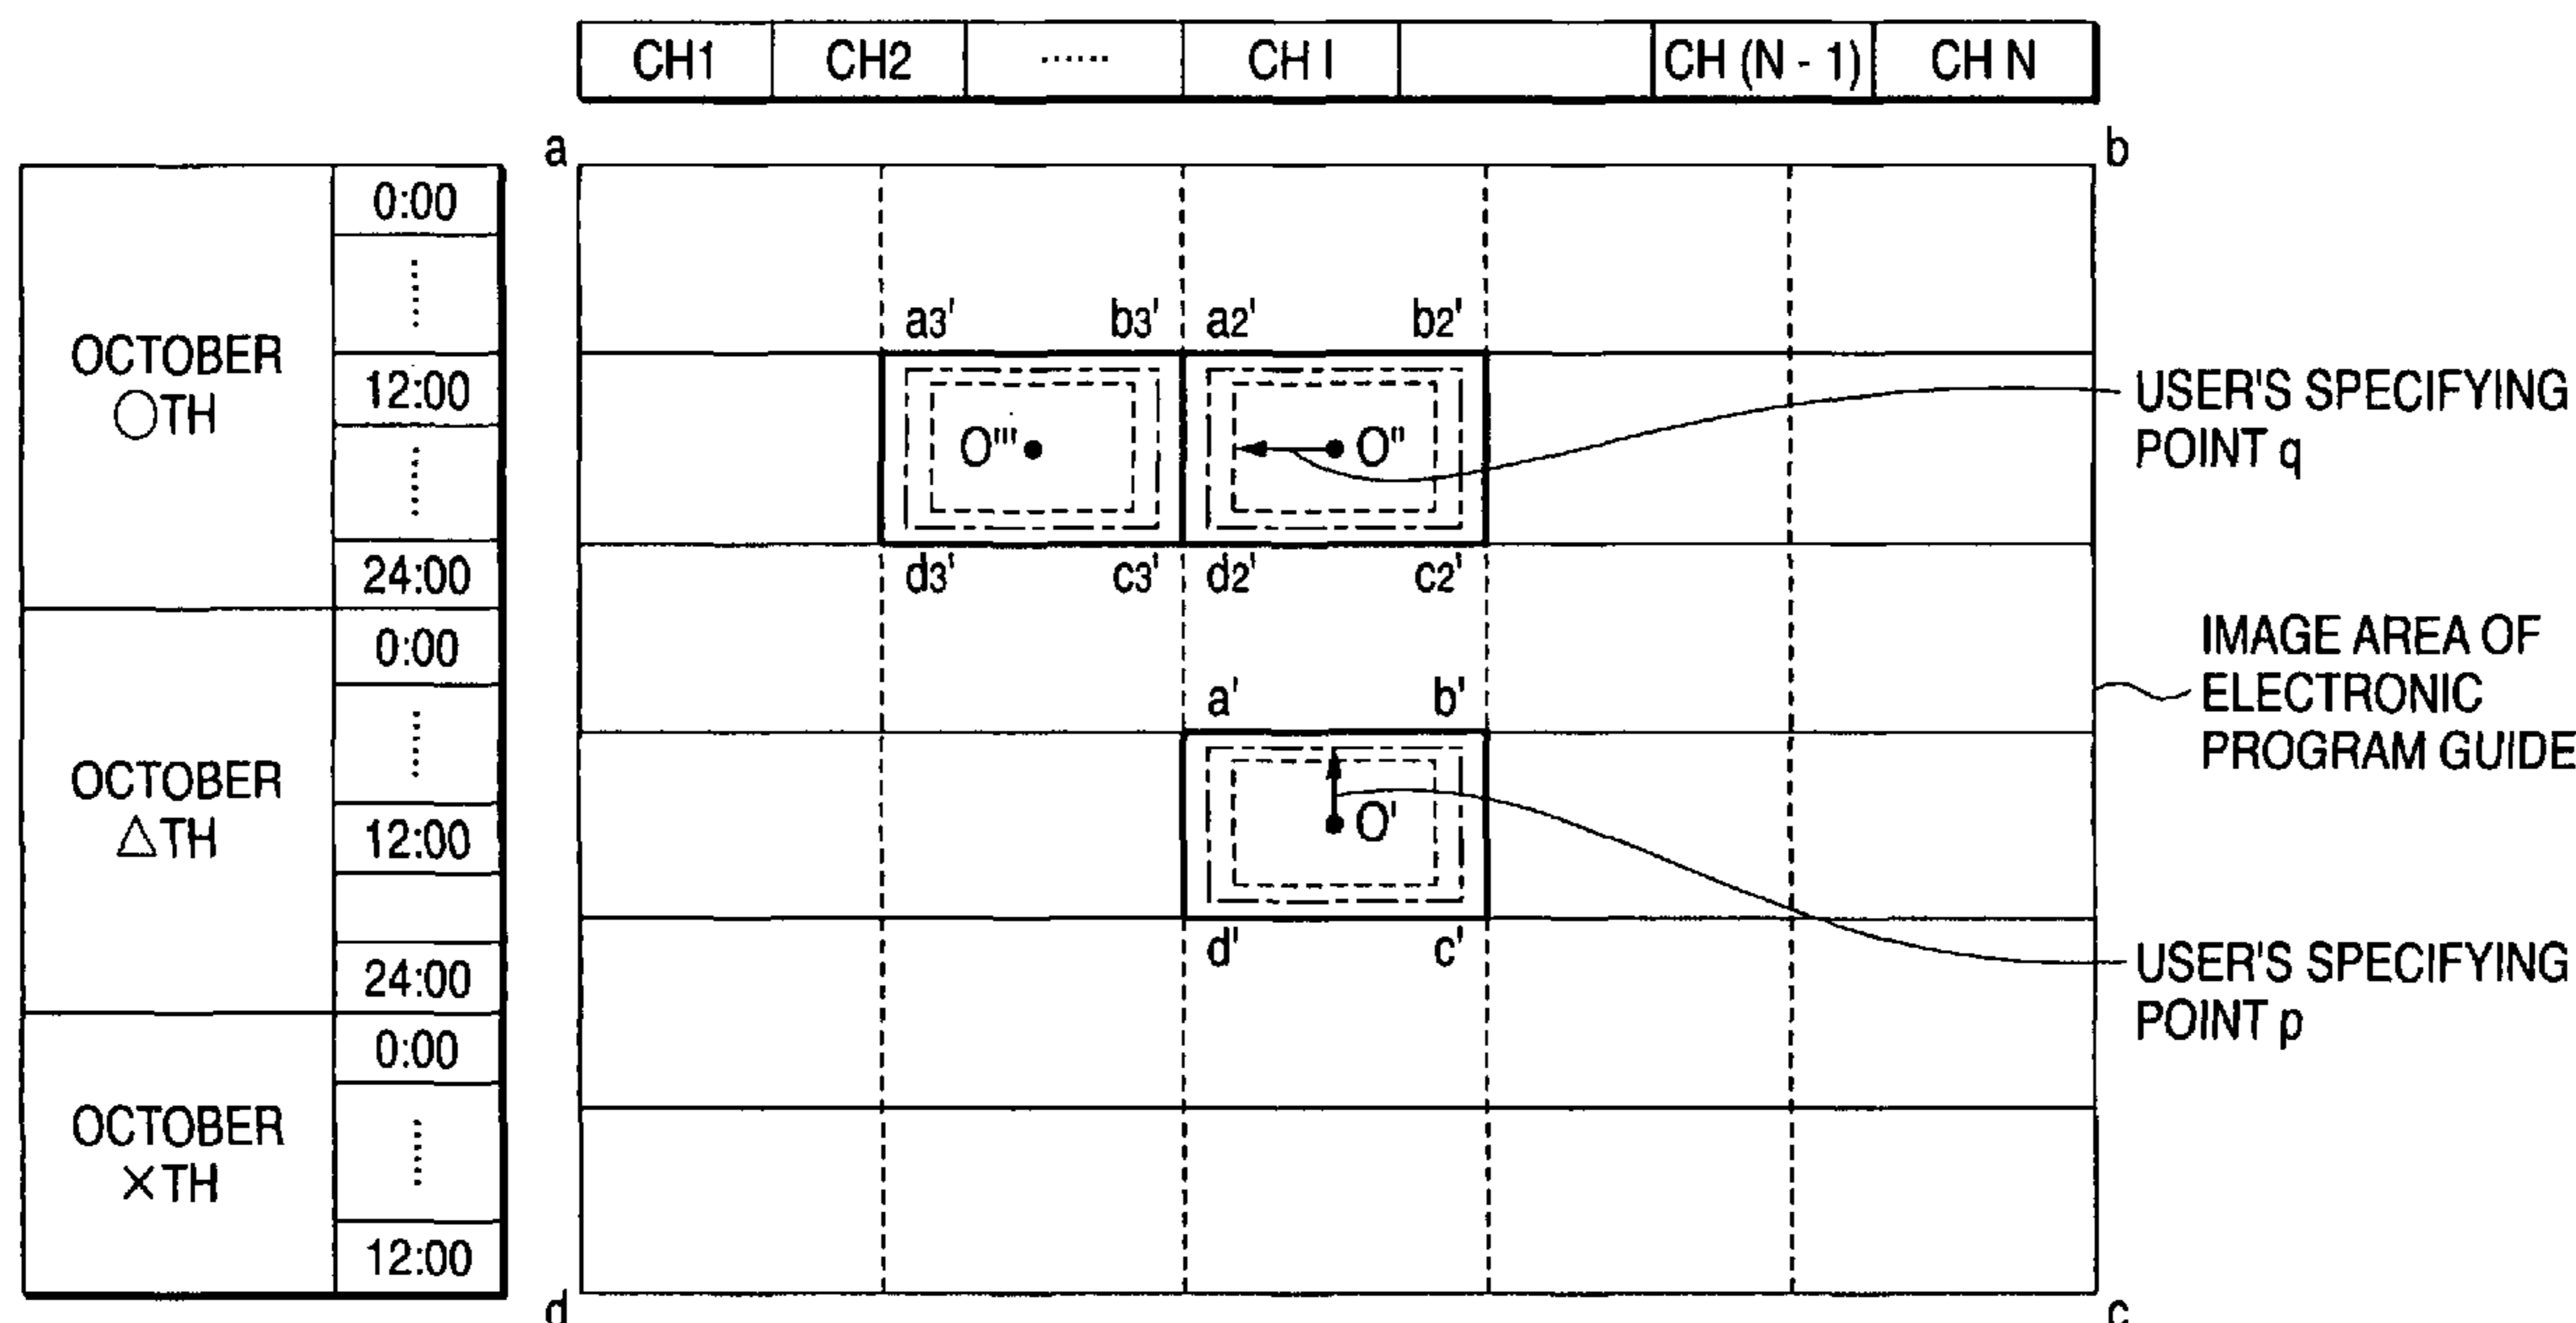 CH1 CH2 ...... CH I CH (N - 1) CH N
a b
OCTOBER
○TH
0:00
......
12:00
......
24:00
OCTOBER
△TH
0:00
......
12:00
24:00
OCTOBER
×TH
0:00
......
12:00
a3' b3' a2' b2'
O''' O''
d3' c3' d2' c2'
a' b'
O'
d' c'
d c
USER'S SPECIFYING
POINT q
IMAGE AREA OF
ELECTRONIC
PROGRAM GUIDE
USER'S SPECIFYING
POINT p